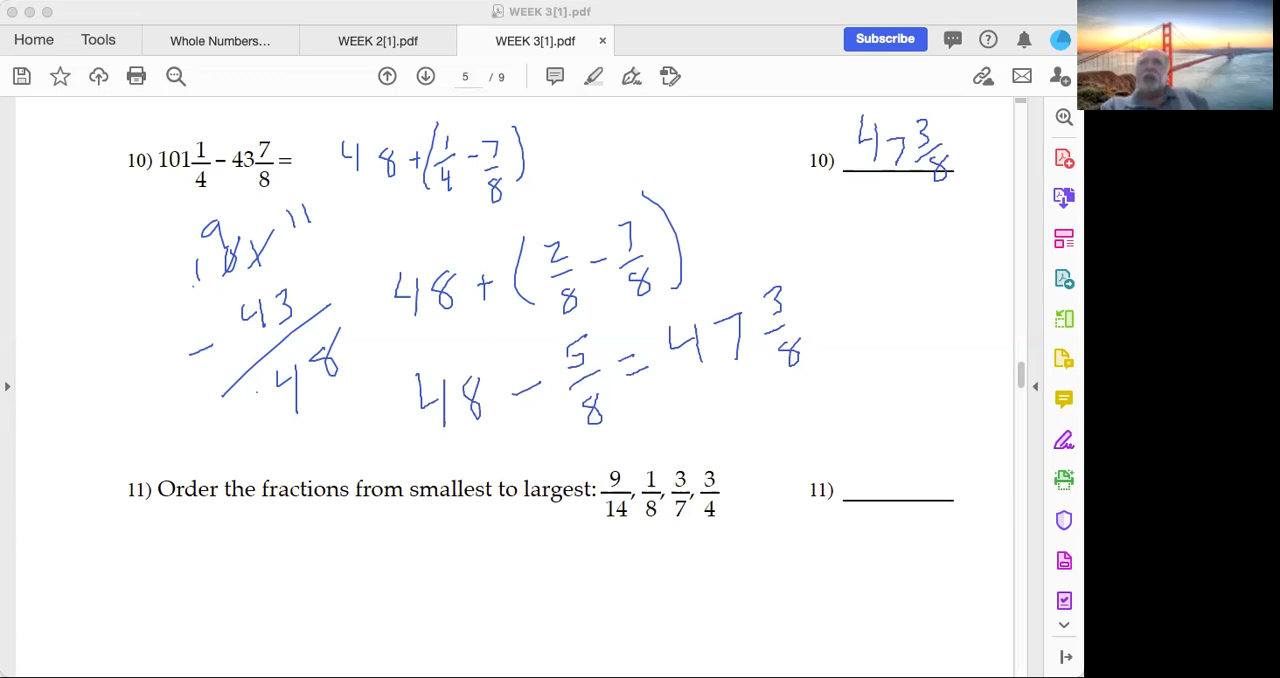 WEEK 3[1].pdf
Home Tools Whole Numbers... WEEK 2[1].pdf WEEK 3[1].pdf × Subscribe
5 / 9
10) 101 1/4 − 43 7/8 = 48 + (1/4 − 7/8) 10) 47 3/8
101 9 11
− 43
48
48 + (2/8 − 7/8)
48 − 5/8 = 47 3/8
11) Order the fractions from smallest to largest: 9/14, 1/8, 3/7, 3/4 11)